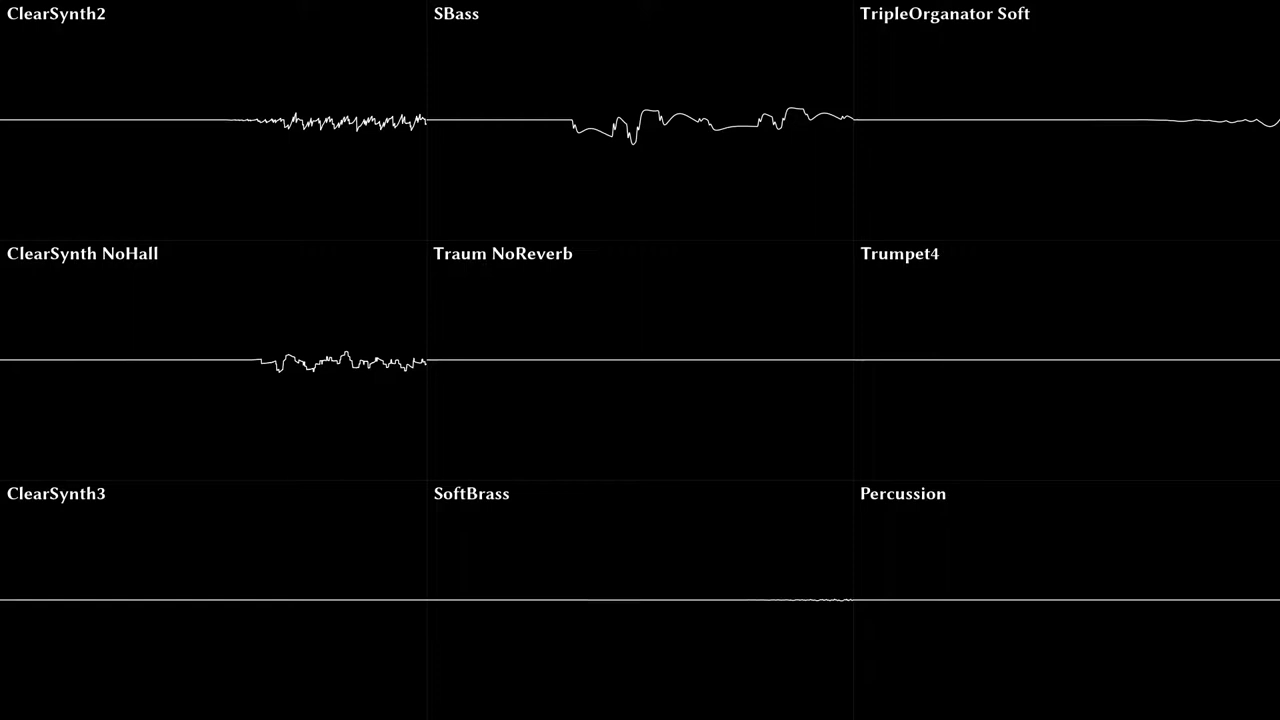 ClearSynth2
SBass
TripleOrganator Soft
ClearSynth NoHall
Traum NoReverb
Trumpet4
ClearSynth3
SoftBrass
Percussion